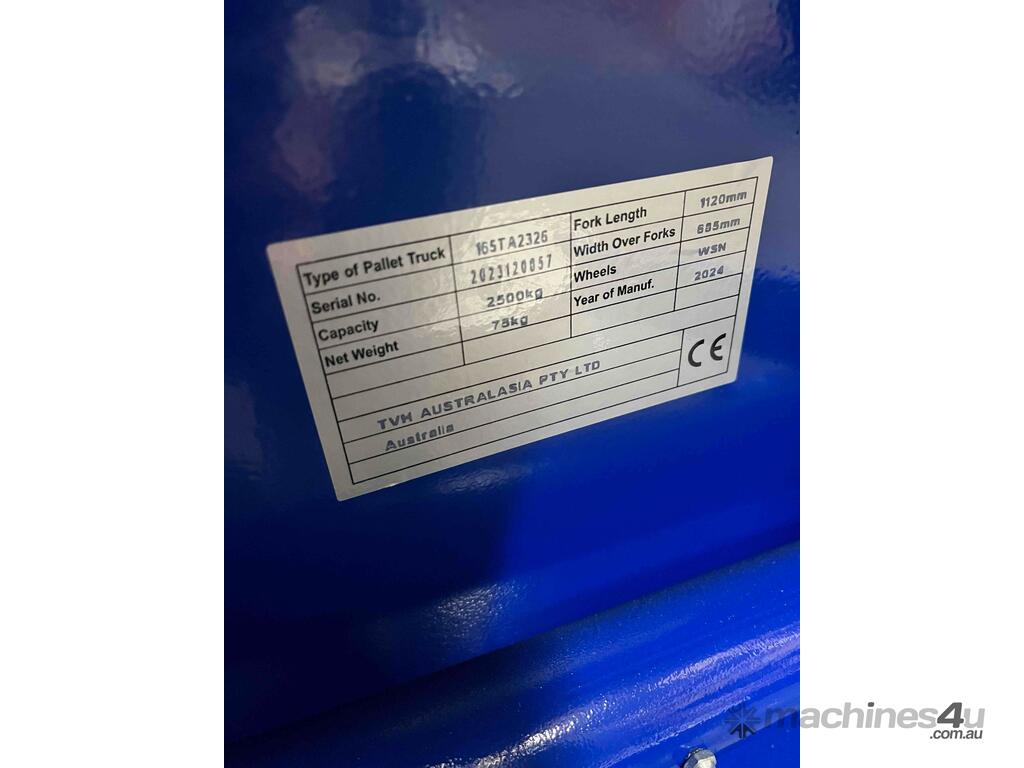 Type of Pallet Truck 165TA2326 Fork Length 1120mm
Serial No. 2023120857 Width Over Forks 685mm
Capacity 2500kg Wheels WSN
Net Weight 75kg Year of Manuf. 2024
TVH AUSTRALASIA PTY LTD
Australia
CE
machines4u
.com.au